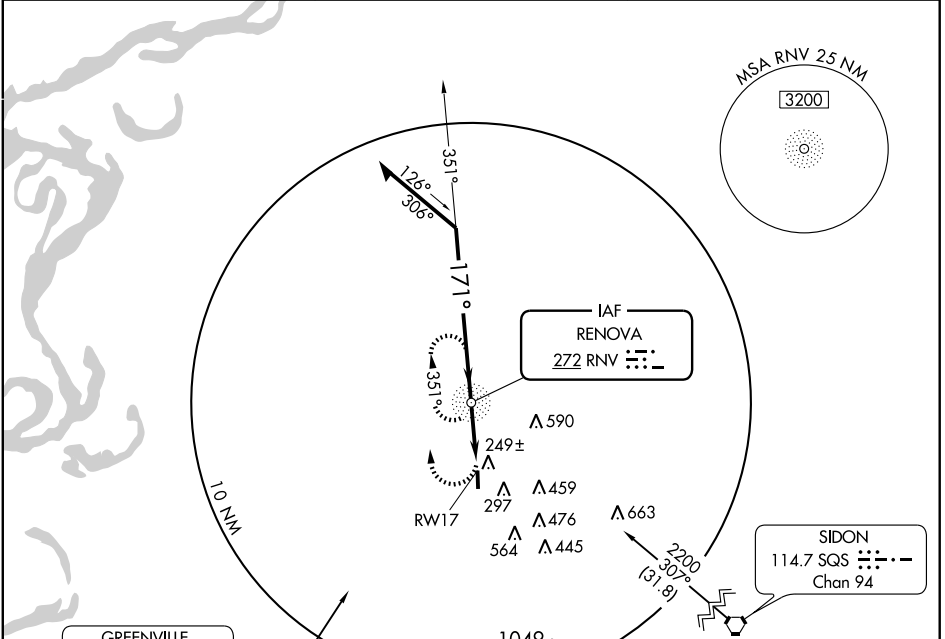 MSA RNV 25 NM
3200
351°
126°
306°
171°
IAF
RENOVA
272 RNV
351°
590
249±
10 NM
RW17
297
459
476
663
564
445
2200
307°
(31.8)
SIDON
114.7 SQS
Chan 94
GREENVILLE
1049